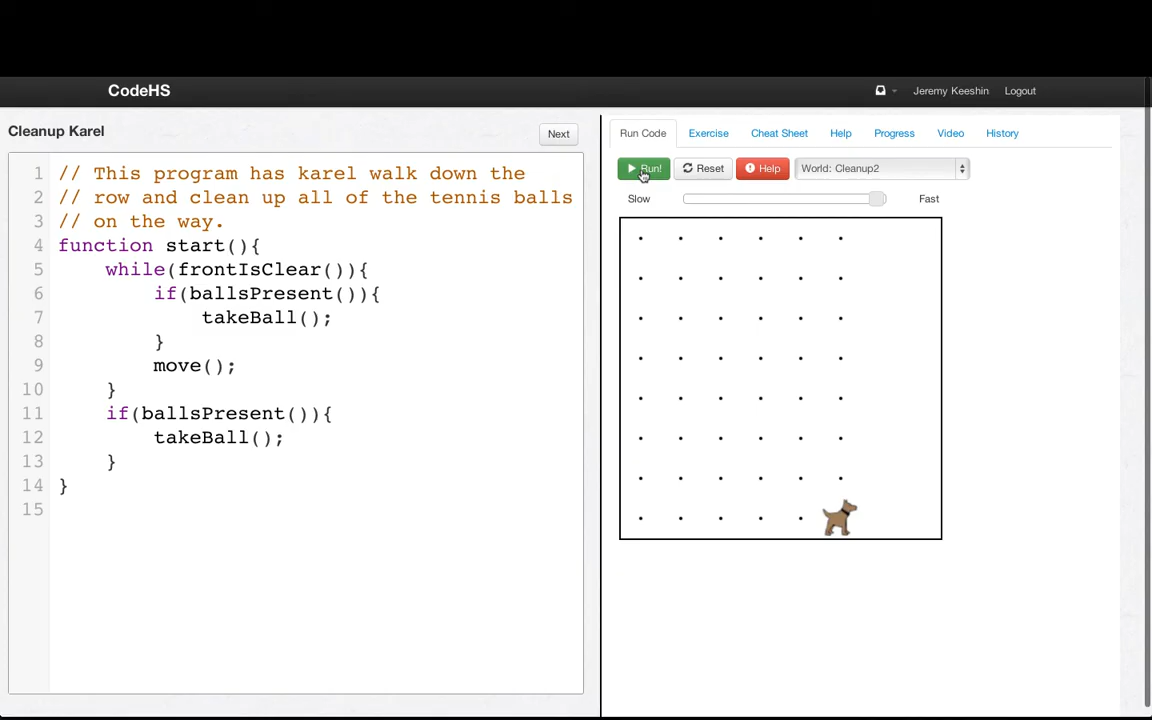 CodeHS
Jeremy Keeshin Logout
Cleanup Karel
Next
1 // This program has karel walk down the
2 // row and clean up all of the tennis balls
3 // on the way.
4 function start(){
5 while(frontIsClear()){
6 if(ballsPresent()){
7 takeBall();
8 }
9 move();
10 }
11 if(ballsPresent()){
12 takeBall();
13 }
14 }
15
Run Code Exercise Cheat Sheet Help Progress Video History
Run! Reset Help World: Cleanup2
Slow Fast